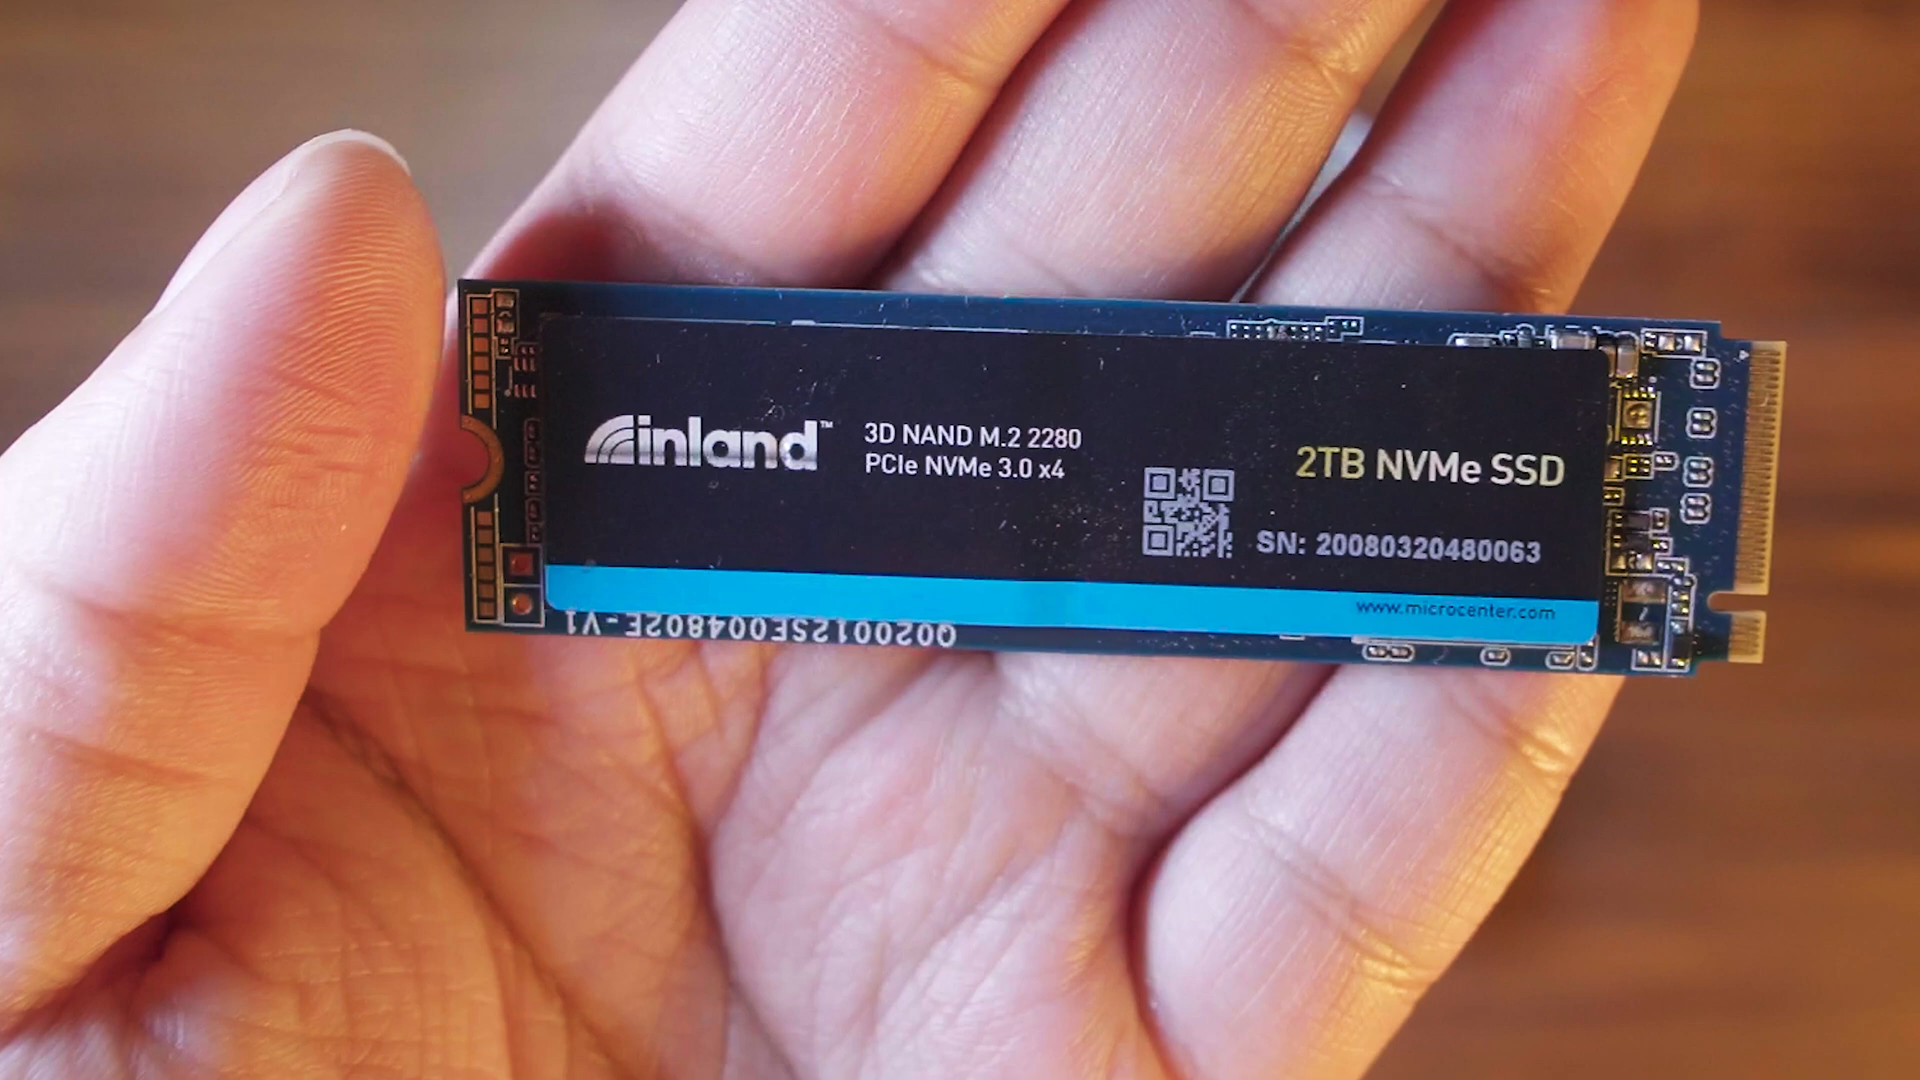 inland™
3D NAND M.2 2280
PCIe NVMe 3.0 x4
2TB NVMe SSD
SN: 20080320480063
www.microcenter.com
Q020012SE004802E-V1